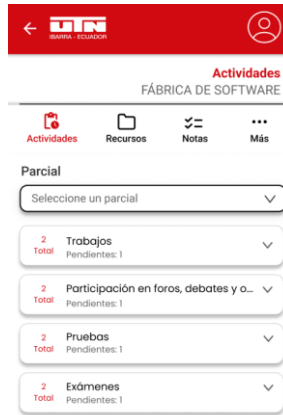 UTN
IBARRA - ECUADOR
Actividades
FÁBRICA DE SOFTWARE
Actividades Recursos Notas Más
Parcial
Seleccione un parcial
2 Trabajos
Total Pendientes: 1
2 Participación en foros, debates y o...
Total Pendientes: 1
2 Pruebas
Total Pendientes: 1
2 Exámenes
Total Pendientes: 1